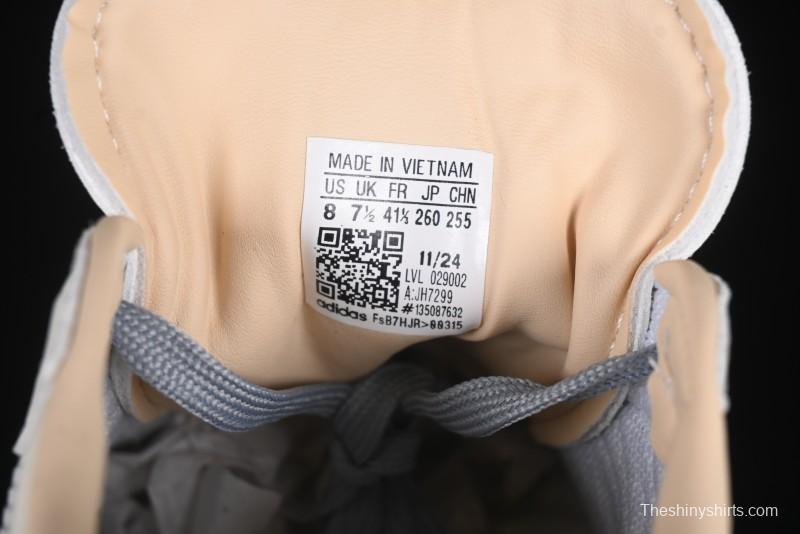 MADE IN VIETNAM
US UK FR JP CHN
8 7½ 41⅓ 260 255
11/24
LVL 029002
A:JH7299
#135087632
adidas FsB7HJR>00315
Theshinyshirts.com